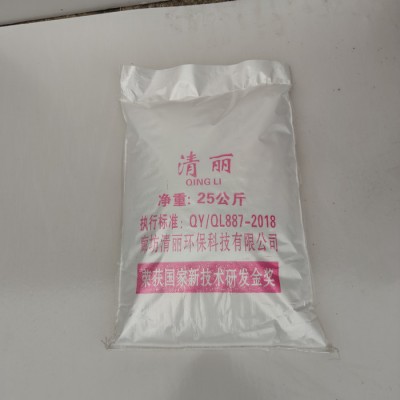 清丽
QING LI
净重: 25公斤
执行标准: QY/QL887-2018
廊坊清丽环保科技有限公司
荣获国家新技术研发金奖